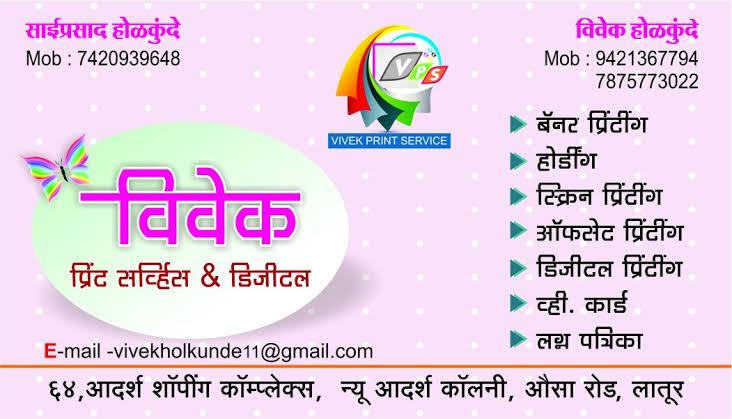 साईप्रसाद होळकुंदे
Mob : 7420939648
विवेक होळकुंदे
Mob : 9421367794
7875773022
VPS
VIVEK PRINT SERVICE
विवेक
प्रिंट सर्व्हिस & डिजीटल
बॅनर प्रिंटींग
होर्डींग
स्क्रिन प्रिंटींग
ऑफसेट प्रिंटींग
डिजीटल प्रिंटींग
व्ही. कार्ड
लग्न पत्रिका
E-mail -vivekholkunde11@gmail.com
६४,आदर्श शॉपींग कॉम्प्लेक्स, न्यू आदर्श कॉलनी, औसा रोड, लातूर